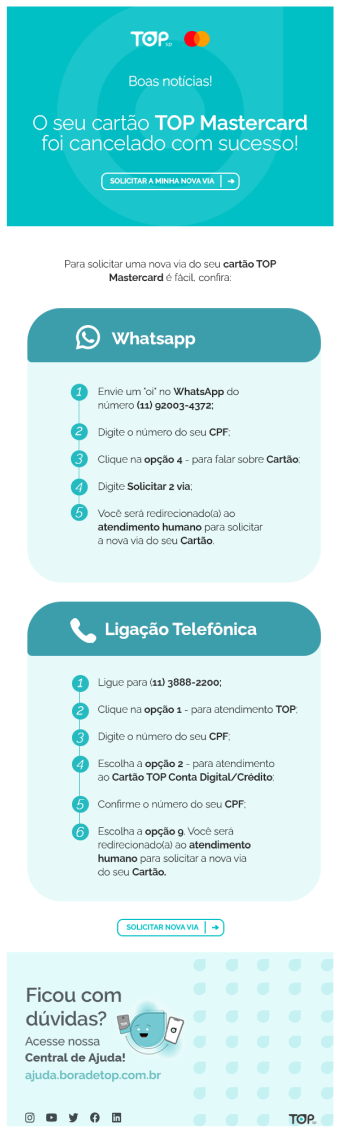 TOP SP
Boas notícias!
O seu cartão TOP Mastercard
foi cancelado com sucesso!
SOLICITAR A MINHA NOVA VIA
Para solicitar uma nova via do seu cartão TOP
Mastercard é fácil, confira:
Whatsapp
1 Envie um "oi" no WhatsApp do
número (11) 92003-4372;
2 Digite o número do seu CPF;
3 Clique na opção 4 - para falar sobre Cartão;
4 Digite Solicitar 2 via;
5 Você será redirecionado(a) ao
atendimento humano para solicitar
a nova via do seu Cartão.
Ligação Telefônica
1 Ligue para (11) 3888-2200;
2 Clique na opção 1 - para atendimento TOP;
3 Digite o número do seu CPF;
4 Escolha a opção 2 - para atendimento
ao Cartão TOP Conta Digital/Crédito;
5 Confirme o número do seu CPF;
6 Escolha a opção 9. Você será
redirecionado(a) ao atendimento
humano para solicitar a nova via
do seu Cartão.
SOLICITAR NOVA VIA
Ficou com
dúvidas?
Acesse nossa
Central de Ajuda!
ajuda.boradetop.com.br
TOP